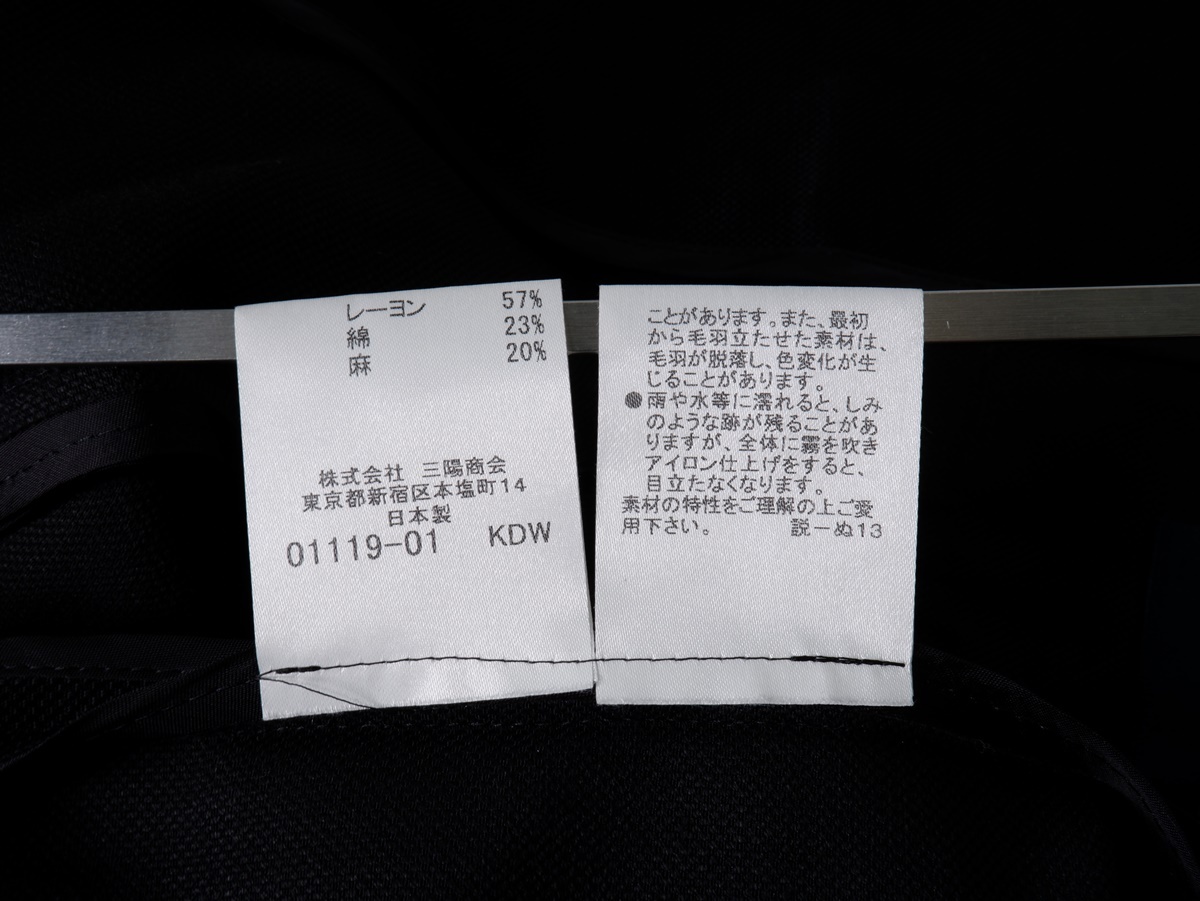 レーヨン 57%
綿 23%
麻 20%
株式会社 三陽商会
東京都新宿区本塩町14
日本製
01119-01 KDW
ことがあります。また、最初
から毛羽立たせた素材は、
毛羽が脱落し、色変化が生
じることがあります。
●雨や水等に濡れると、しみ
のような跡が残ることがあ
りますが、全体に霧を吹き
アイロン仕上げをすると、
目立たなくなります。
素材の特性をご理解の上ご愛
用下さい。 説ーぬ13